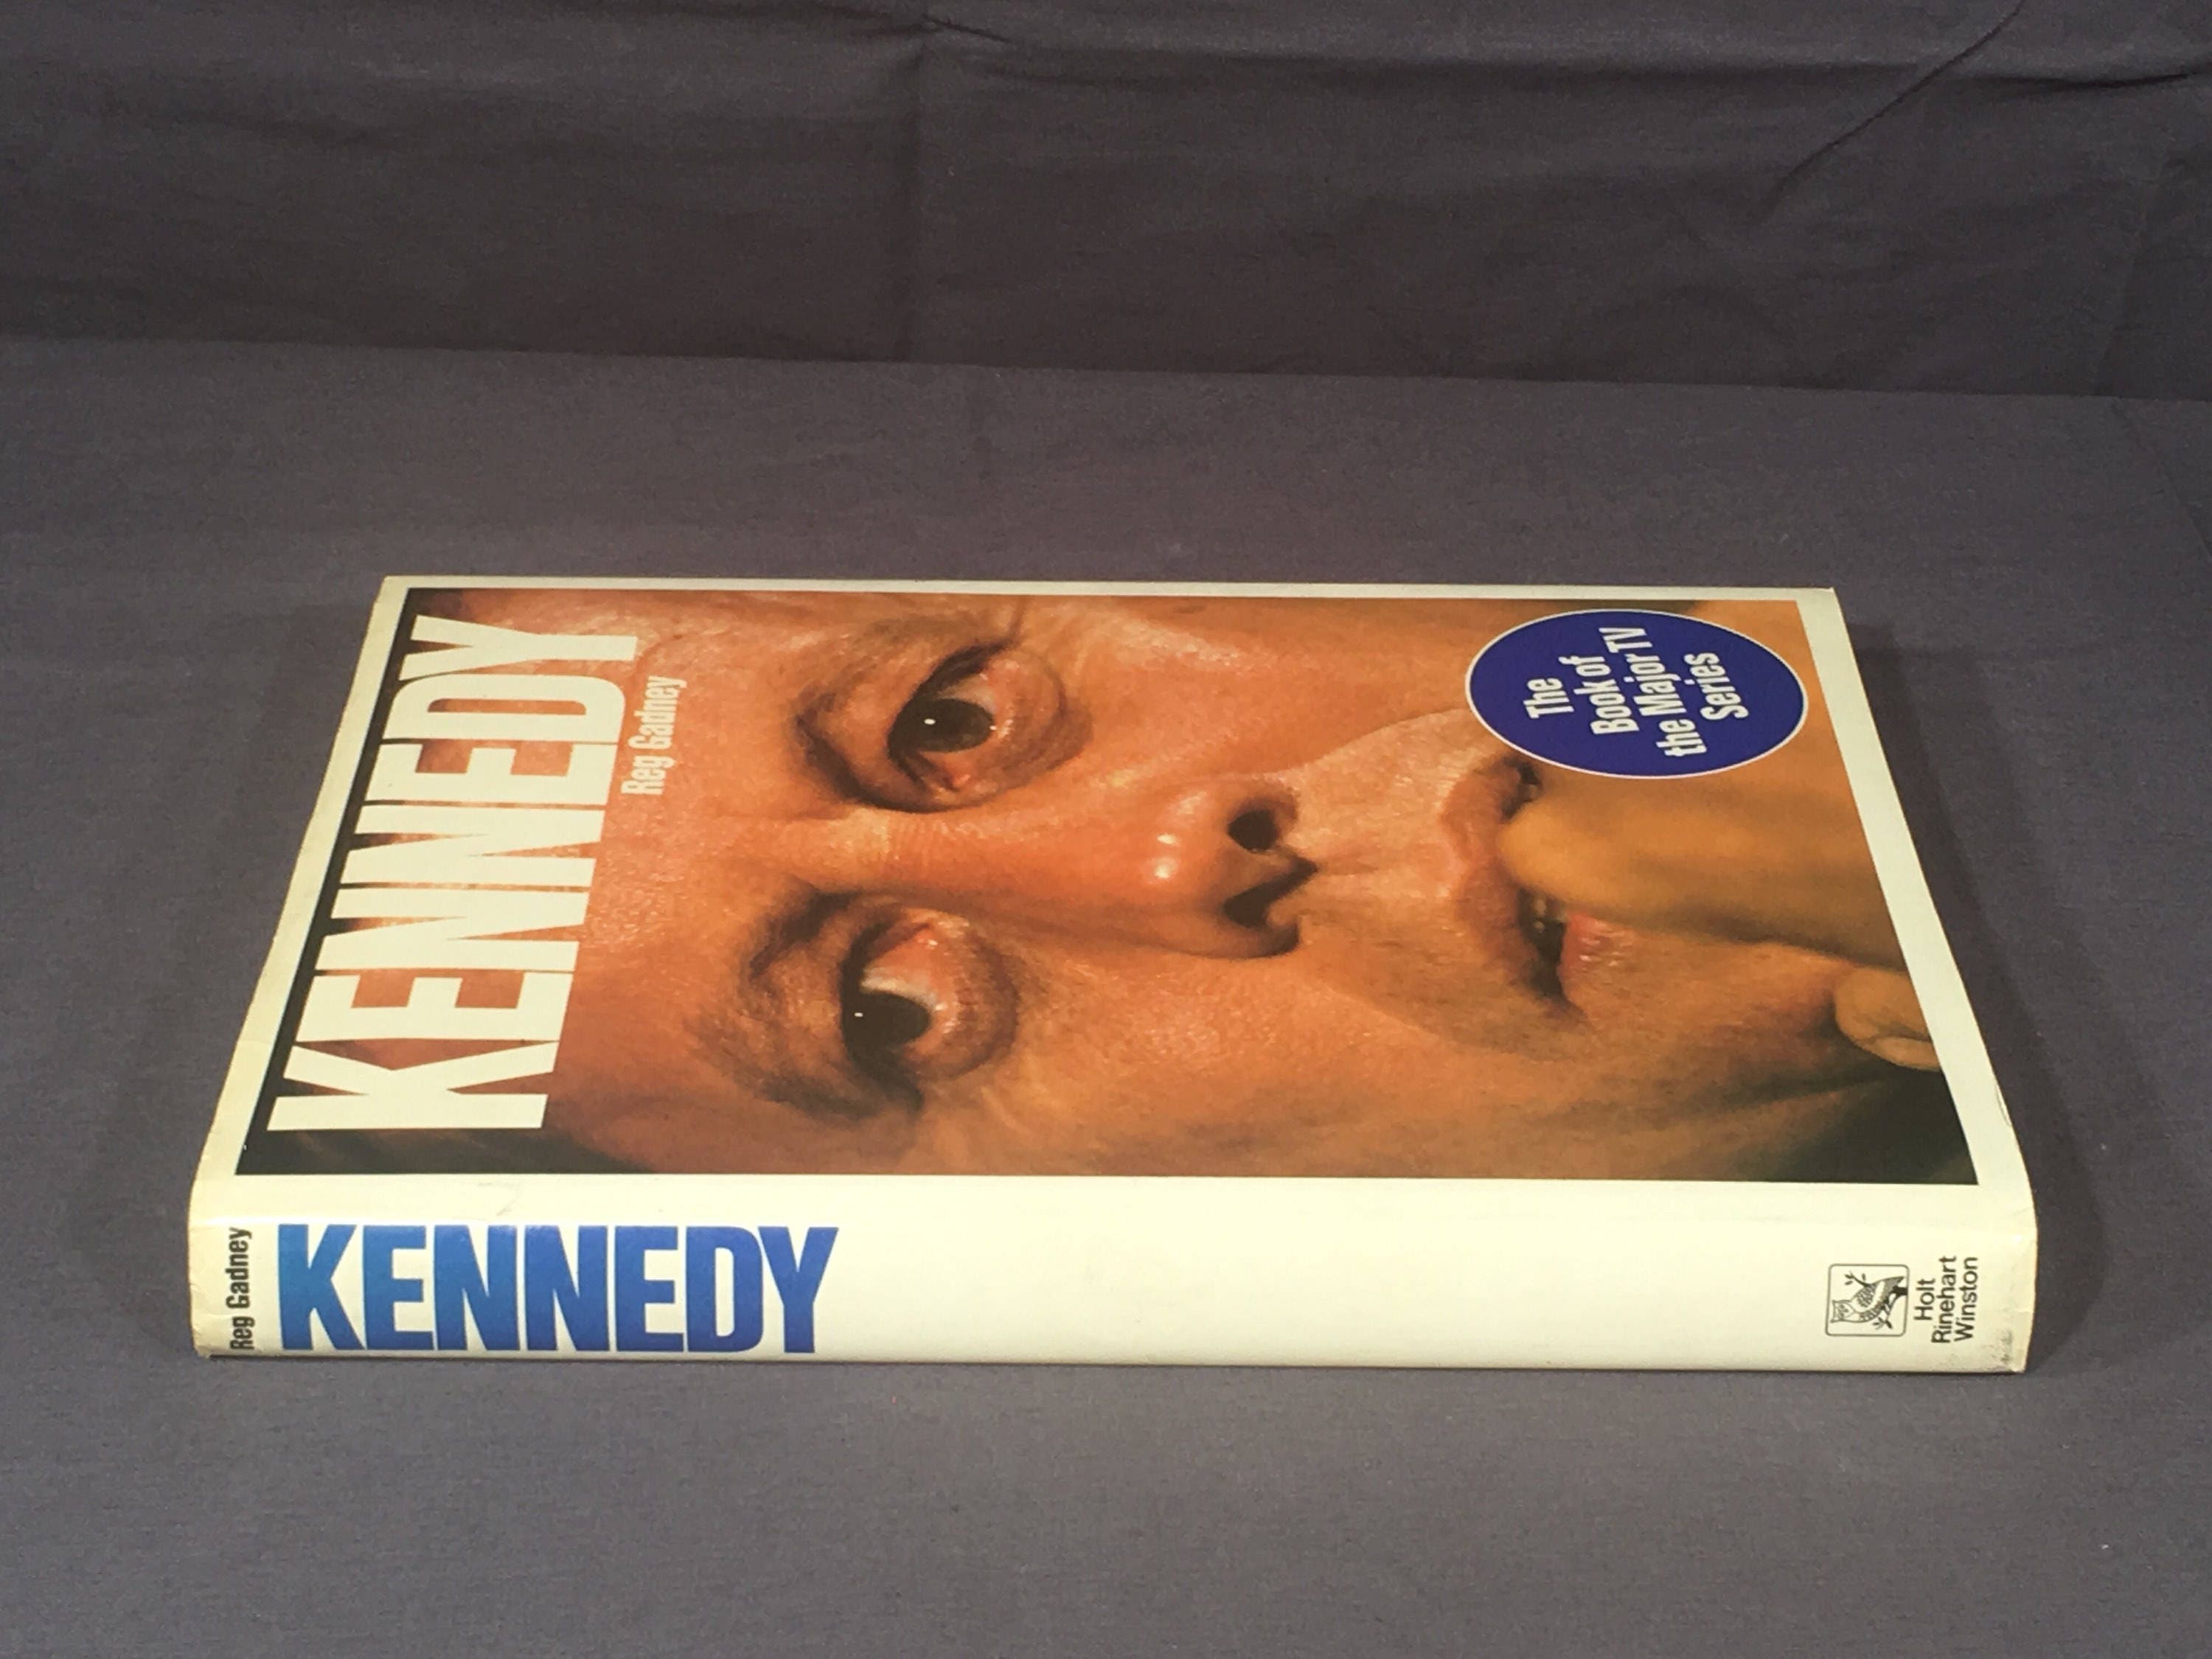 KENNEDY
Reg Gadney
The
Book of
the Major TV
Series
Reg Gadney
KENNEDY
Holt
Rinehart
Winston